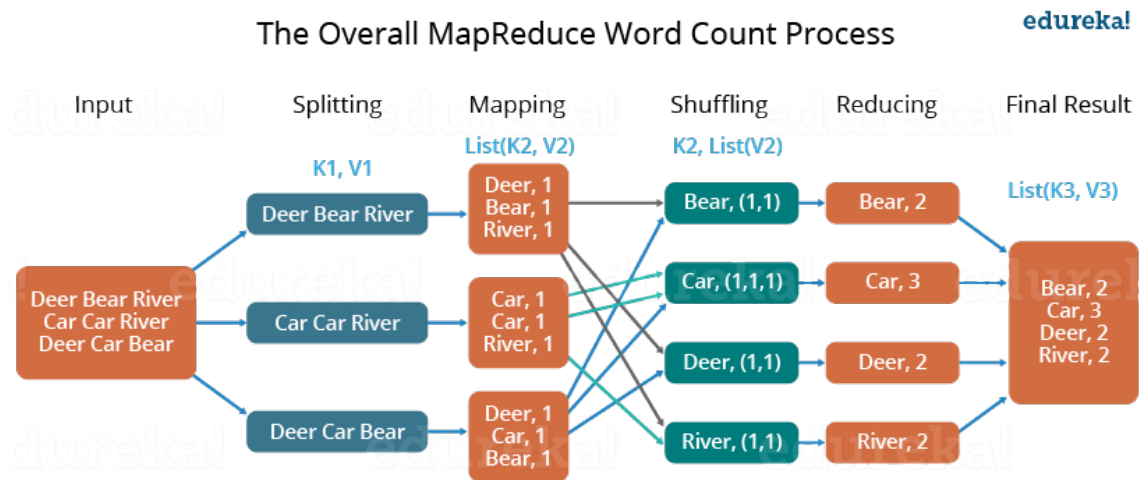 The Overall MapReduce Word Count Process
edureka!
Input
Splitting
Mapping
Shuffling
Reducing
Final Result
K1, V1
List(K2, V2)
K2, List(V2)
List(K3, V3)
Deer Bear River
Car Car River
Deer Car Bear
Deer Bear River
Car Car River
Deer Car Bear
Deer, 1
Bear, 1
River, 1
Car, 1
Car, 1
River, 1
Deer, 1
Car, 1
Bear, 1
Bear, (1,1)
Car, (1,1,1)
Deer, (1,1)
River, (1,1)
Bear, 2
Car, 3
Deer, 2
River, 2
Bear, 2
Car, 3
Deer, 2
River, 2